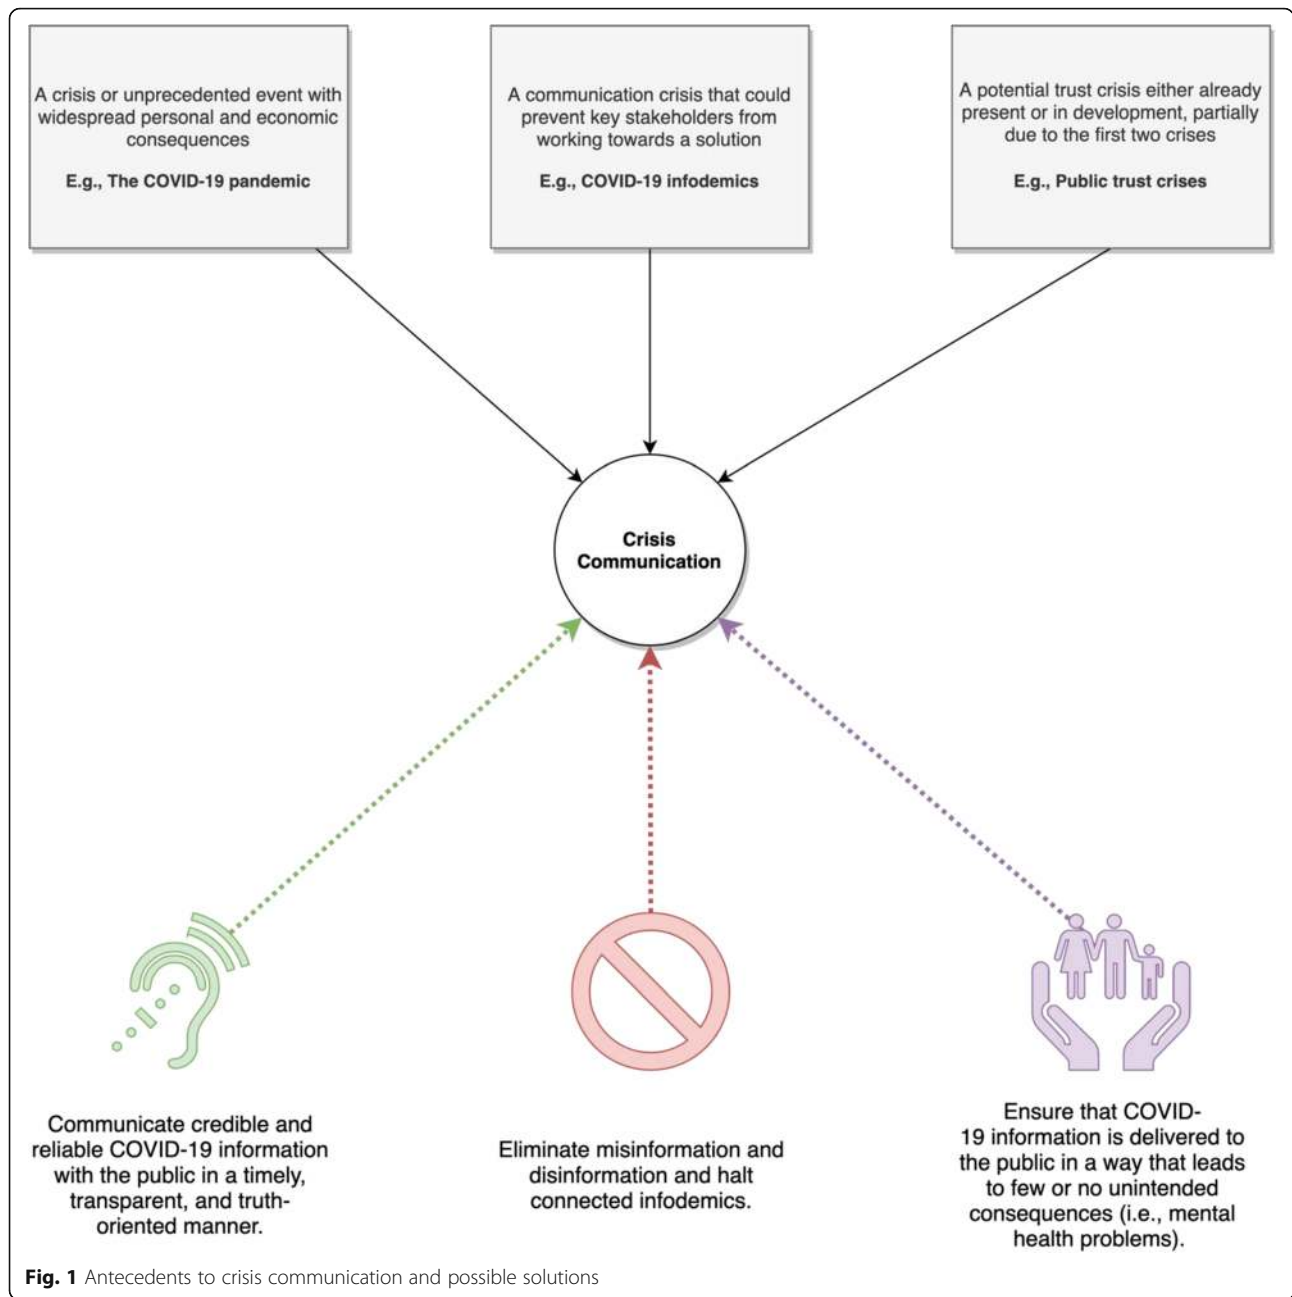 A crisis or unprecedented event with
widespread personal and economic
consequences
E.g., The COVID-19 pandemic
A communication crisis that could
prevent key stakeholders from
working towards a solution
E.g., COVID-19 infodemics
A potential trust crisis either already
present or in development, partially
due to the first two crises
E.g., Public trust crises
Crisis
Communication
Communicate credible and
reliable COVID-19 information
with the public in a timely,
transparent, and truth-
oriented manner.
Eliminate misinformation and
disinformation and halt
connected infodemics.
Ensure that COVID-
19 information is delivered to
the public in a way that leads
to few or no unintended
consequences (i.e., mental
health problems).
Fig. 1 Antecedents to crisis communication and possible solutions